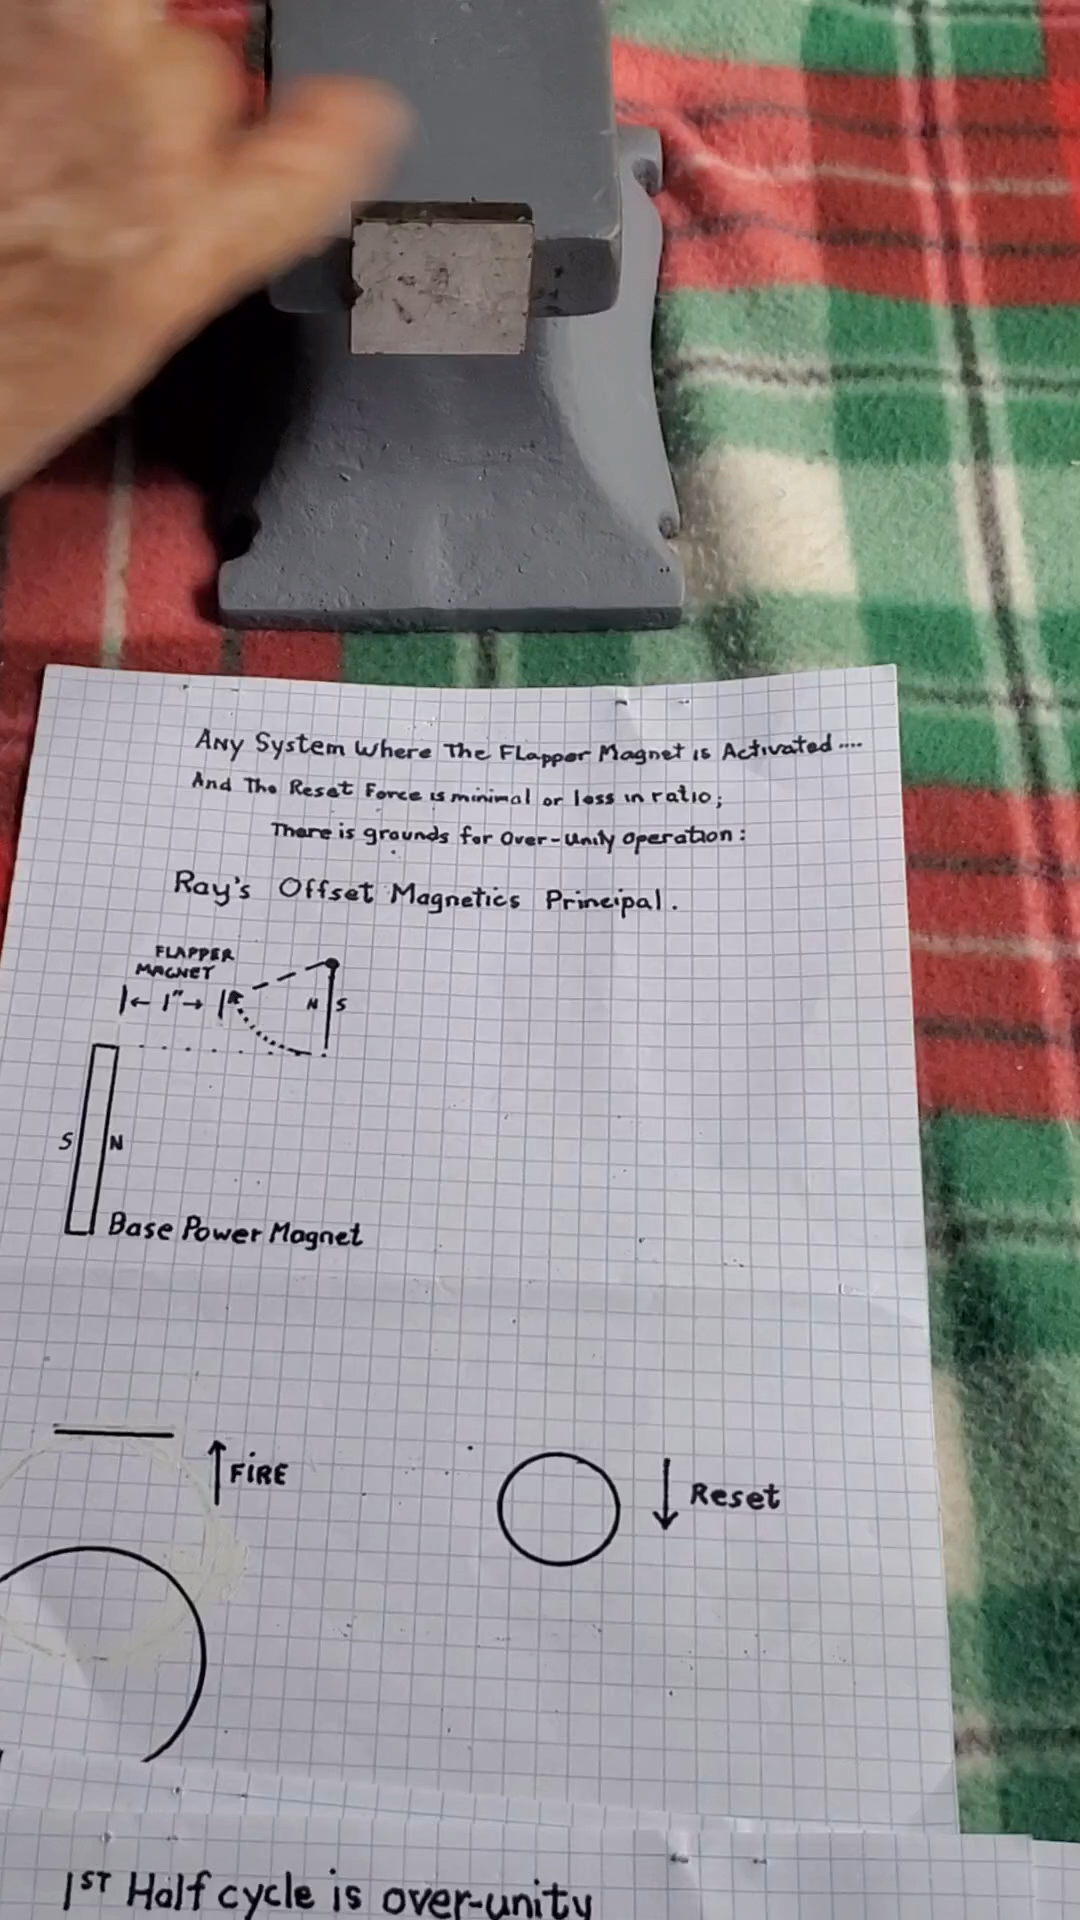 Any System where The Flapper Magnet is Activated....
And The Reset Force is minimal or less in ratio;
There is grounds for Over-Unity operation:
Ray's Offset Magnetics Principal.
FLAPPER
MAGNET
|← 1"→ |
N S
S N
Base Power Magnet
FIRE
Reset
1ST Half cycle is over-unity